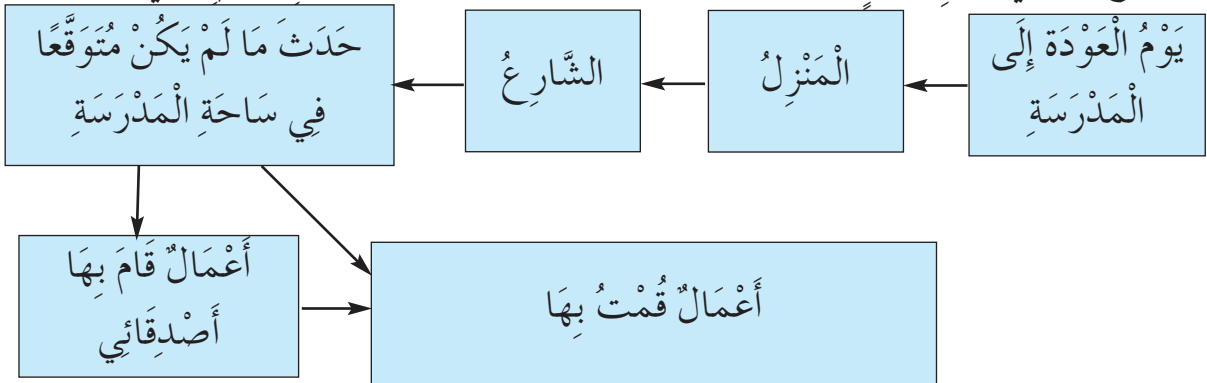 يَوْمُ الْعَوْدَة إِلَى
الْمَدْرَسَةِ
الْمَنْزِلُ
الشَّارِعُ
حَدَثَ مَا لَمْ يَكُنْ مُتَوَقَّعًا
فِي سَاحَةِ الْمَدْرَسَةِ
أَعْمَالٌ قَامَ بِهَا
أَصْدِقَائِي
أَعْمَالٌ قُمْتُ بِهَا